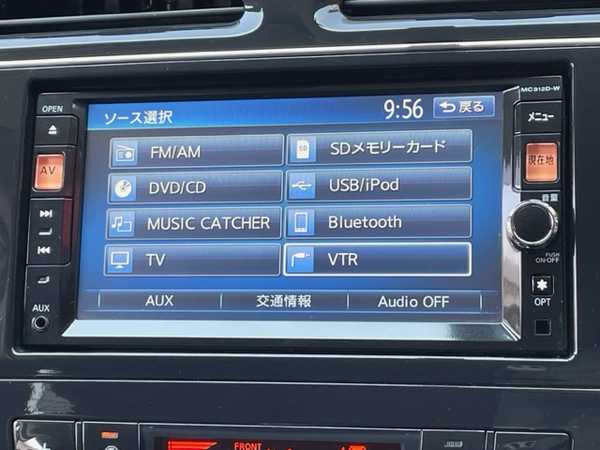 MC312D-W
OPEN
ソース選択
9:56
戻る
メニュー
AV
FM/AM
SDメモリーカード
現在地
DVD/CD
USB/iPod
音量
MUSIC CATCHER
Bluetooth
TV
VTR
PUSH
ON-OFF
AUX
AUX
交通情報
Audio OFF
OPT
FRONT